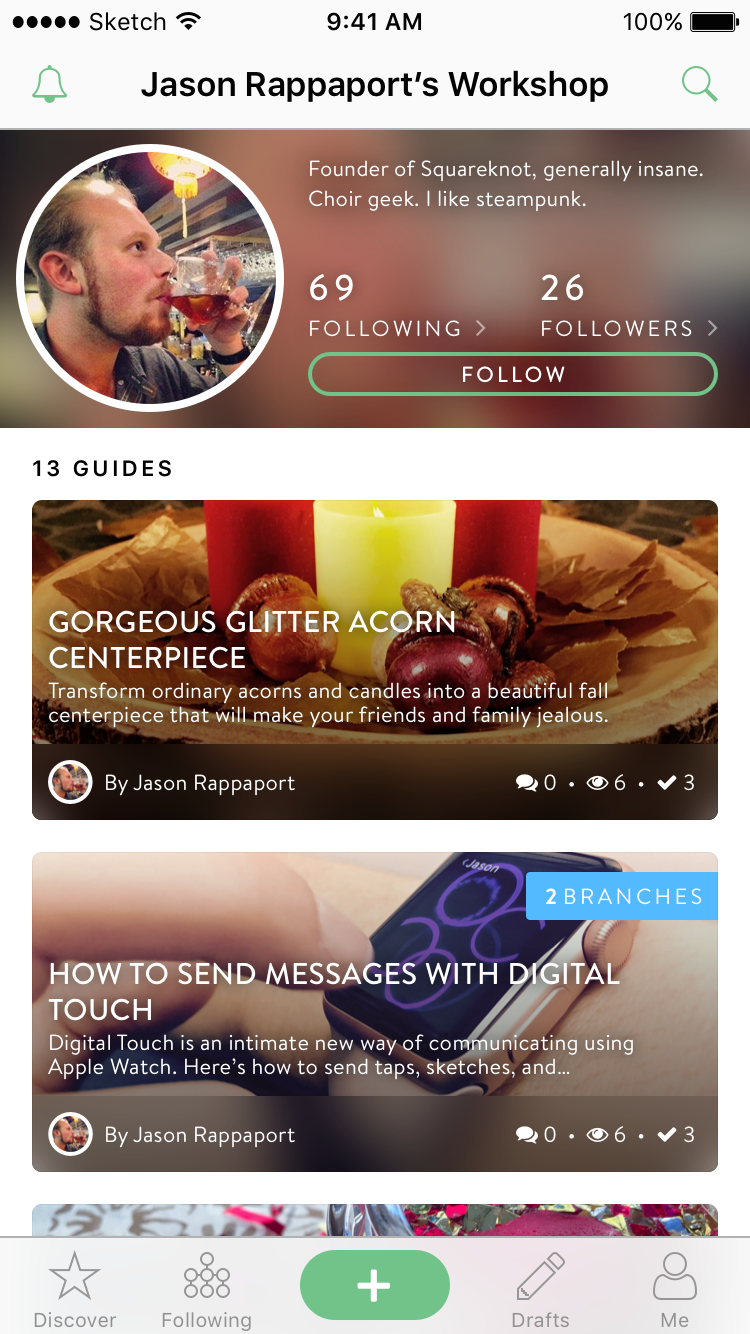 Sketch 9:41 AM 100%
Jason Rappaport's Workshop
Founder of Squareknot, generally insane.
Choir geek. I like steampunk.
69 26
FOLLOWING FOLLOWERS
FOLLOW
13 GUIDES
GORGEOUS GLITTER ACORN
CENTERPIECE
Transform ordinary acorns and candles into a beautiful fall
centerpiece that will make your friends and family jealous.
By Jason Rappaport 0 • 6 • 3
‹Jason
2 BRANCHES
HOW TO SEND MESSAGES WITH DIGITAL
TOUCH
Digital Touch is an intimate new way of communicating using
Apple Watch. Here's how to send taps, sketches, and…
By Jason Rappaport 0 • 6 • 3
Discover Following Drafts Me